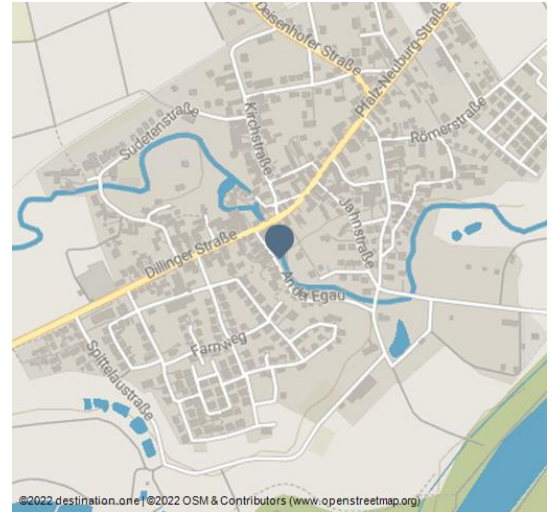 Deisenhofer Straße
Pfalz-Neuburg-Straße
Kirchstraße
Römerstraße
Sudetenstraße
Jahnstraße
Dillinger Straße
An der Egau
Farnweg
Spittelaustraße
©2022 destination.one | ©2022 OSM & Contributors (www.openstreetmap.org)